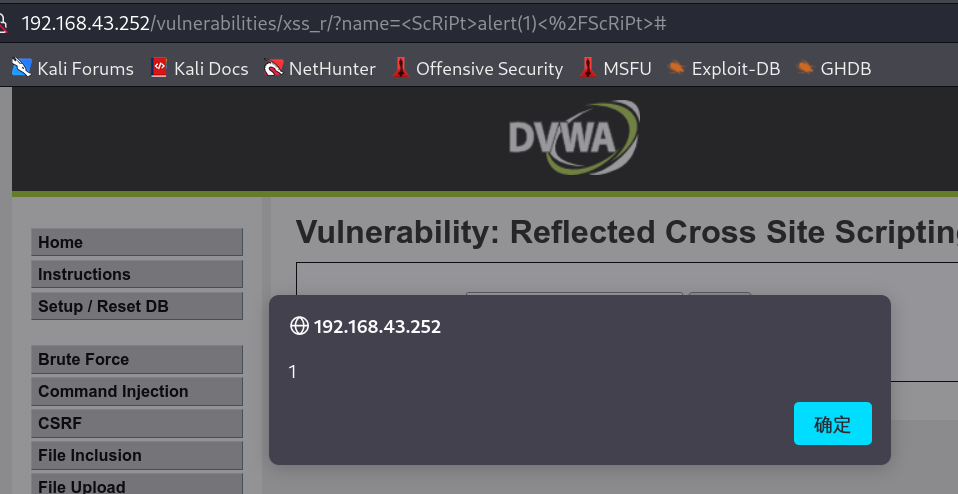 192.168.43.252/vulnerabilities/xss_r/?name=<ScRiPt>alert(1)<%2FScRiPt>#
Kali Forums Kali Docs NetHunter Offensive Security MSFU Exploit-DB GHDB
DVWA
Home
Instructions
Setup / Reset DB
Brute Force
Command Injection
CSRF
File Inclusion
File Upload
Vulnerability: Reflected Cross Site Scripting
192.168.43.252
1
确定